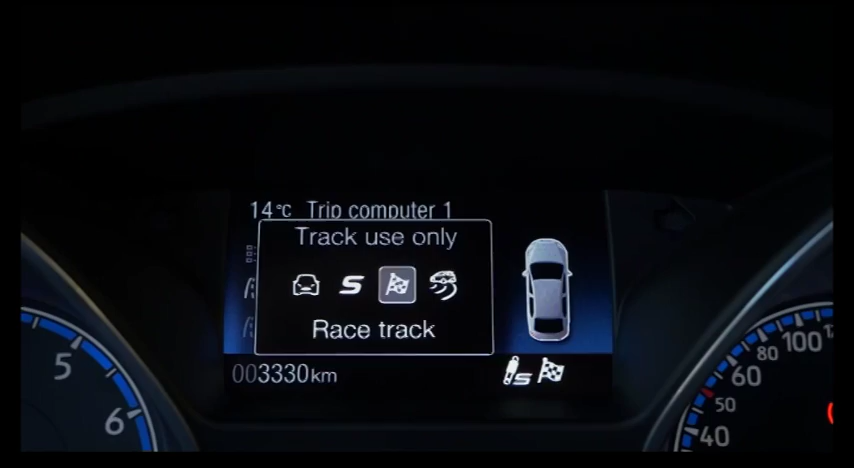 14°C Trip computer 1
Track use only
S
Race track
003330km
S
5
6
40
50
60
80
100